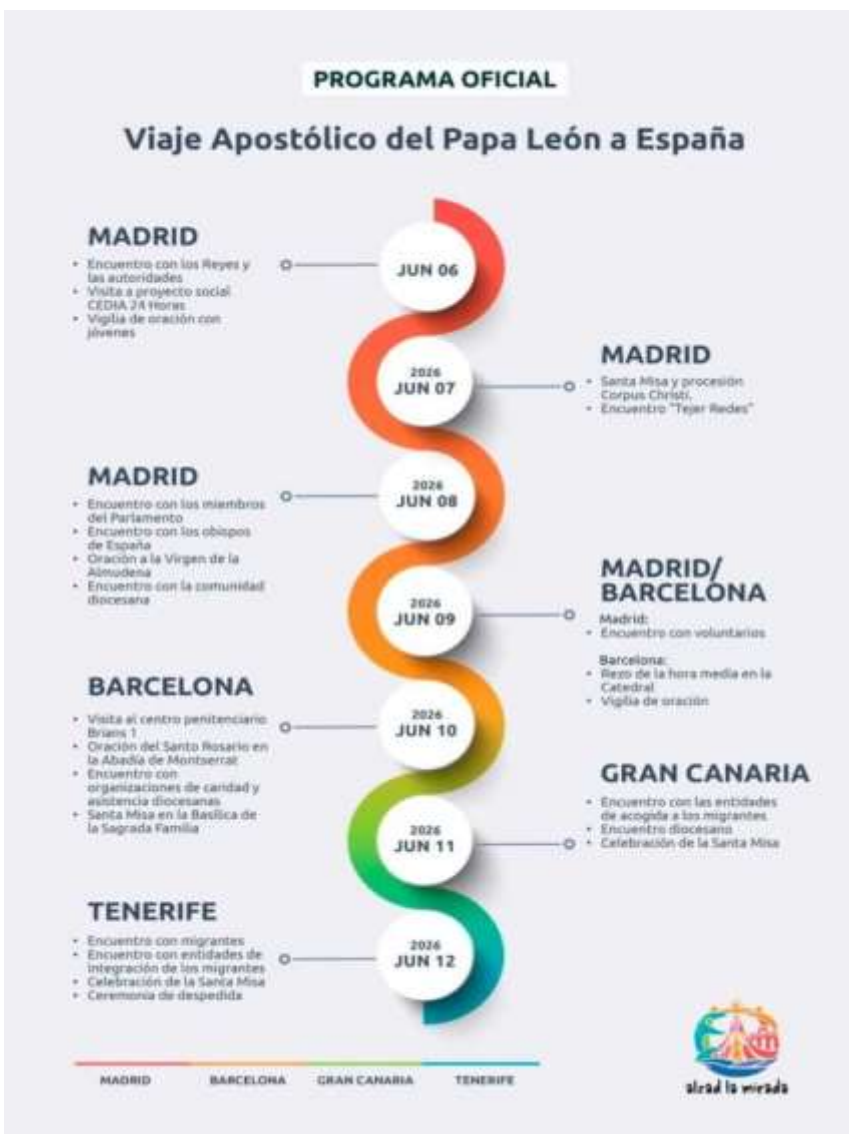 PROGRAMA OFICIAL
Viaje Apostólico del Papa León a España
MADRID
• Encuentro con los Reyes y
las autoridades
• Visita a proyecto social
CEDIA 24 Horas
• Vigilia de oración con
jóvenes
JUN 06
2026
JUN 07
MADRID
• Santa Misa y procesión
Corpus Christi.
• Encuentro "Tejer Redes"
MADRID
• Encuentro con los miembros
del Parlamento
• Encuentro con los obispos
de España
• Oración a la Virgen de la
Almudena
• Encuentro con la comunidad
diocesana
2026
JUN 08
2026
JUN 09
MADRID/
BARCELONA
Madrid:
• Encuentro con voluntarios
Barcelona:
• Rezo de la hora media en la
Catedral
• Vigilia de oración
BARCELONA
• Visita al centro penitenciario
Brians 1
• Oración del Santo Rosario en
la Abadía de Montserrat
• Encuentro con
organizaciones de caridad y
asistencia diocesanas
• Santa Misa en la Basílica de
la Sagrada Familia
2026
JUN 10
2026
JUN 11
GRAN CANARIA
• Encuentro con las entidades
de acogida a los migrantes
• Encuentro diocesano
• Celebración de la Santa Misa
TENERIFE
• Encuentro con migrantes
• Encuentro con entidades de
integración de los migrantes
• Celebración de la Santa Misa
• Ceremonia de despedida
2026
JUN 12
MADRID
BARCELONA
GRAN CANARIA
TENERIFE
alzad la mirada